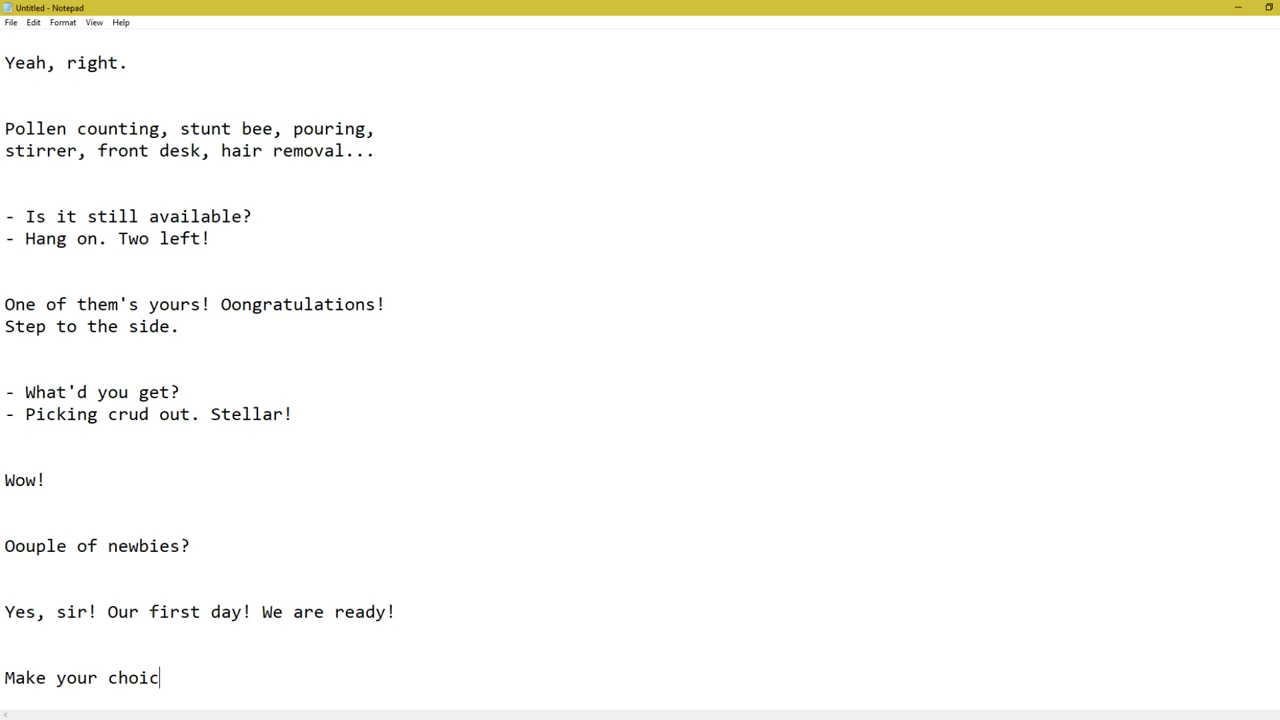 Untitled - Notepad
File Edit Format View Help
Yeah, right.
Pollen counting, stunt bee, pouring,
stirrer, front desk, hair removal...
- Is it still available?
- Hang on. Two left!
One of them's yours! Oongratulations!
Step to the side.
- What'd you get?
- Picking crud out. Stellar!
Wow!
Oouple of newbies?
Yes, sir! Our first day! We are ready!
Make your choic